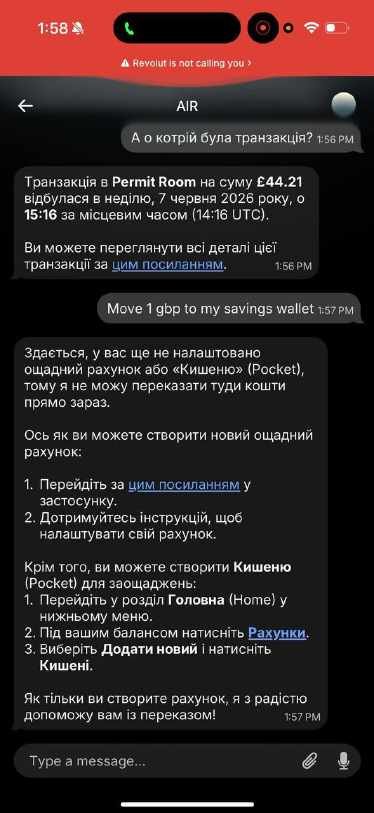 1:58
Revolut is not calling you >
AIR
А о котрій була транзакція? 1:56 PM
Транзакція в Permit Room на суму £44.21
відбулася в неділю, 7 червня 2026 року, о
15:16 за місцевим часом (14:16 UTC).
Ви можете переглянути всі деталі цієї
транзакції за цим посиланням. 1:56 PM
Move 1 gbp to my savings wallet 1:57 PM
Здається, у вас ще не налаштовано
ощадний рахунок або «Кишеню» (Pocket),
тому я не можу переказати туди кошти
прямо зараз.
Ось як ви можете створити новий ощадний
рахунок:
1. Перейдіть за цим посиланням у
застосунку.
2. Дотримуйтесь інструкцій, щоб
налаштувати свій рахунок.
Крім того, ви можете створити Кишеню
(Pocket) для заощаджень:
1. Перейдіть у розділ Головна (Home) у
нижньому меню.
2. Під вашим балансом натисніть Рахунки.
3. Виберіть Додати новий і натисніть
Кишені.
Як тільки ви створите рахунок, я з радістю
допоможу вам із переказом! 1:57 PM
Type a message...